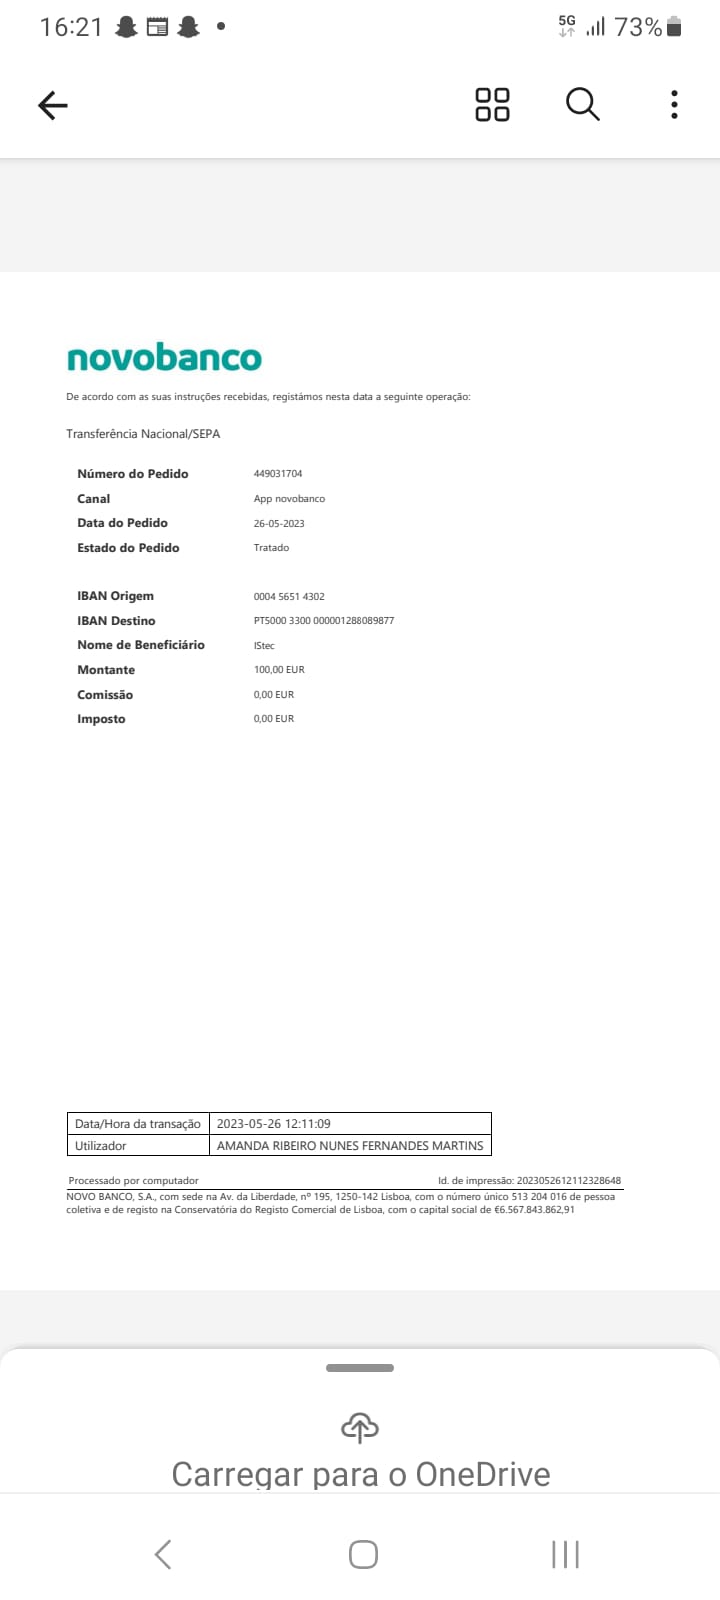 16:21
5G
73%
novobanco
De acordo com as suas instruções recebidas, registámos nesta data a seguinte operação:
Transferência Nacional/SEPA
Número do Pedido 449031704
Canal App novobanco
Data do Pedido 26-05-2023
Estado do Pedido Tratado
IBAN Origem 0004 5651 4302
IBAN Destino PT5000 3300 000001288089877
Nome de Beneficiário IStec
Montante 100,00 EUR
Comissão 0,00 EUR
Imposto 0,00 EUR
Data/Hora da transação 2023-05-26 12:11:09
Utilizador AMANDA RIBEIRO NUNES FERNANDES MARTINS
Processado por computador Id. de impressão: 2023052612112328648
NOVO BANCO, S.A., com sede na Av. da Liberdade, nº 195, 1250-142 Lisboa, com o número único 513 204 016 de pessoa
coletiva e de registo na Conservatória do Registo Comercial de Lisboa, com o capital social de €6.567.843.862,91
Carregar para o OneDrive